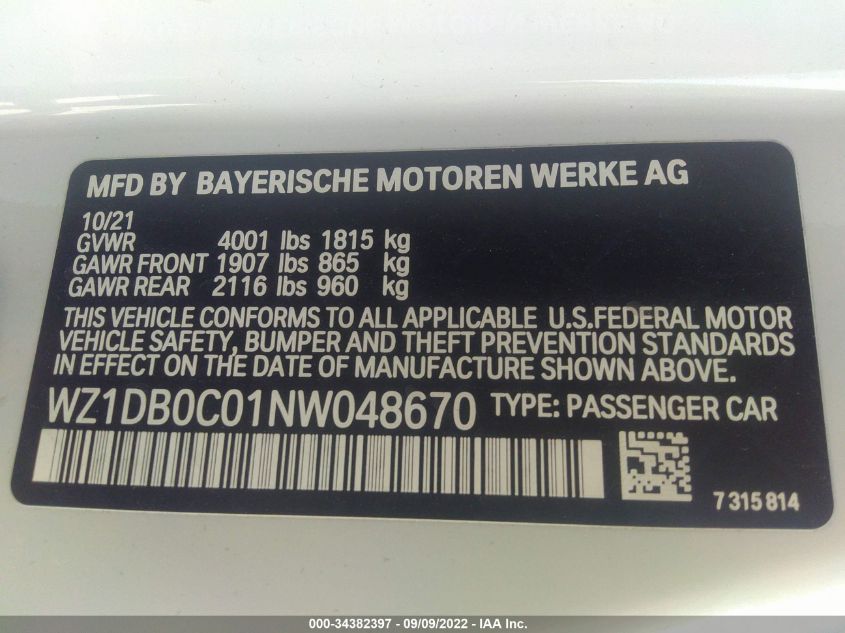 MFD BY BAYERISCHE MOTOREN WERKE AG
10/21
GVWR 4001 lbs 1815 kg
GAWR FRONT 1907 lbs 865 kg
GAWR REAR 2116 lbs 960 kg
THIS VEHICLE CONFORMS TO ALL APPLICABLE U.S.FEDERAL MOTOR
VEHICLE SAFETY, BUMPER AND THEFT PREVENTION STANDARDS
IN EFFECT ON THE DATE OF MANUFACTURE SHOWN ABOVE.
WZ1DB0C01NW048670 TYPE: PASSENGER CAR
7 315 814
000-34382397 - 09/09/2022 - IAA Inc.